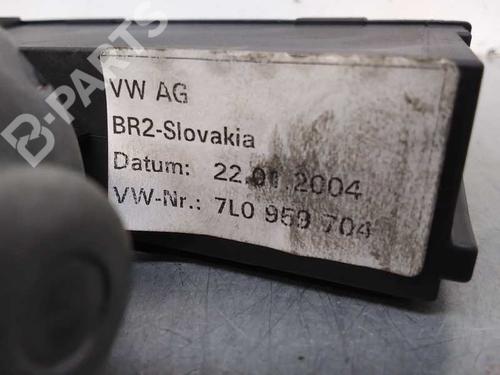 B-PARTS
VW AG
BR2-Slovakia
Datum: 22.01.2004
VW-Nr.: 7L0 959 704